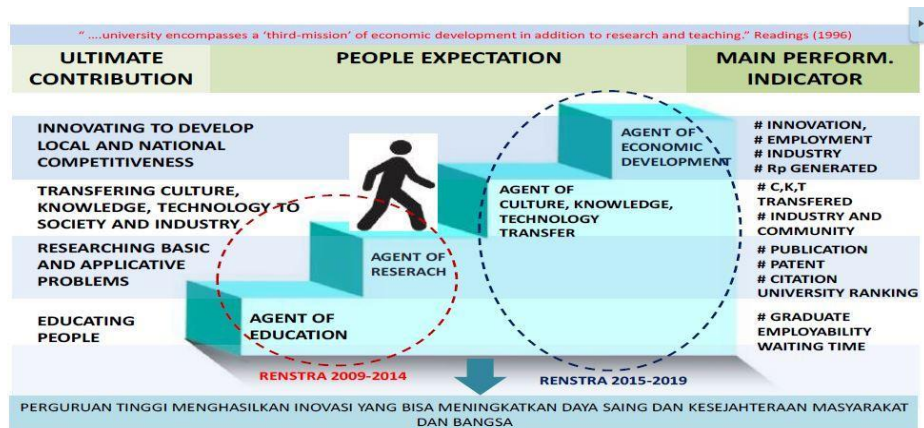 “ ....university encompasses a ‘third-mission’ of economic development in addition to research and teaching.” Readings (1996)
ULTIMATE
CONTRIBUTION
PEOPLE EXPECTATION
MAIN PERFORM.
INDICATOR
INNOVATING TO DEVELOP
LOCAL AND NATIONAL
COMPETITIVENESS
AGENT OF
ECONOMIC
DEVELOPMENT
# INNOVATION,
# EMPLOYMENT
# INDUSTRY
# Rp GENERATED
TRANSFERING CULTURE,
KNOWLEDGE, TECHNOLOGY TO
SOCIETY AND INDUSTRY
AGENT OF
CULTURE, KNOWLEDGE,
TECHNOLOGY
TRANSFER
# C,K,T
TRANSFERED
# INDUSTRY AND
COMMUNITY
RESEARCHING BASIC
AND APPLICATIVE
PROBLEMS
AGENT OF
RESERACH
# PUBLICATION
# PATENT
# CITATION
UNIVERSITY RANKING
EDUCATING
PEOPLE
AGENT OF
EDUCATION
# GRADUATE
EMPLOYABILITY
WAITING TIME
RENSTRA 2009-2014
RENSTRA 2015-2019
PERGURUAN TINGGI MENGHASILKAN INOVASI YANG BISA MENINGKATKAN DAYA SAING DAN KESEJAHTERAAN MASYARAKAT
DAN BANGSA